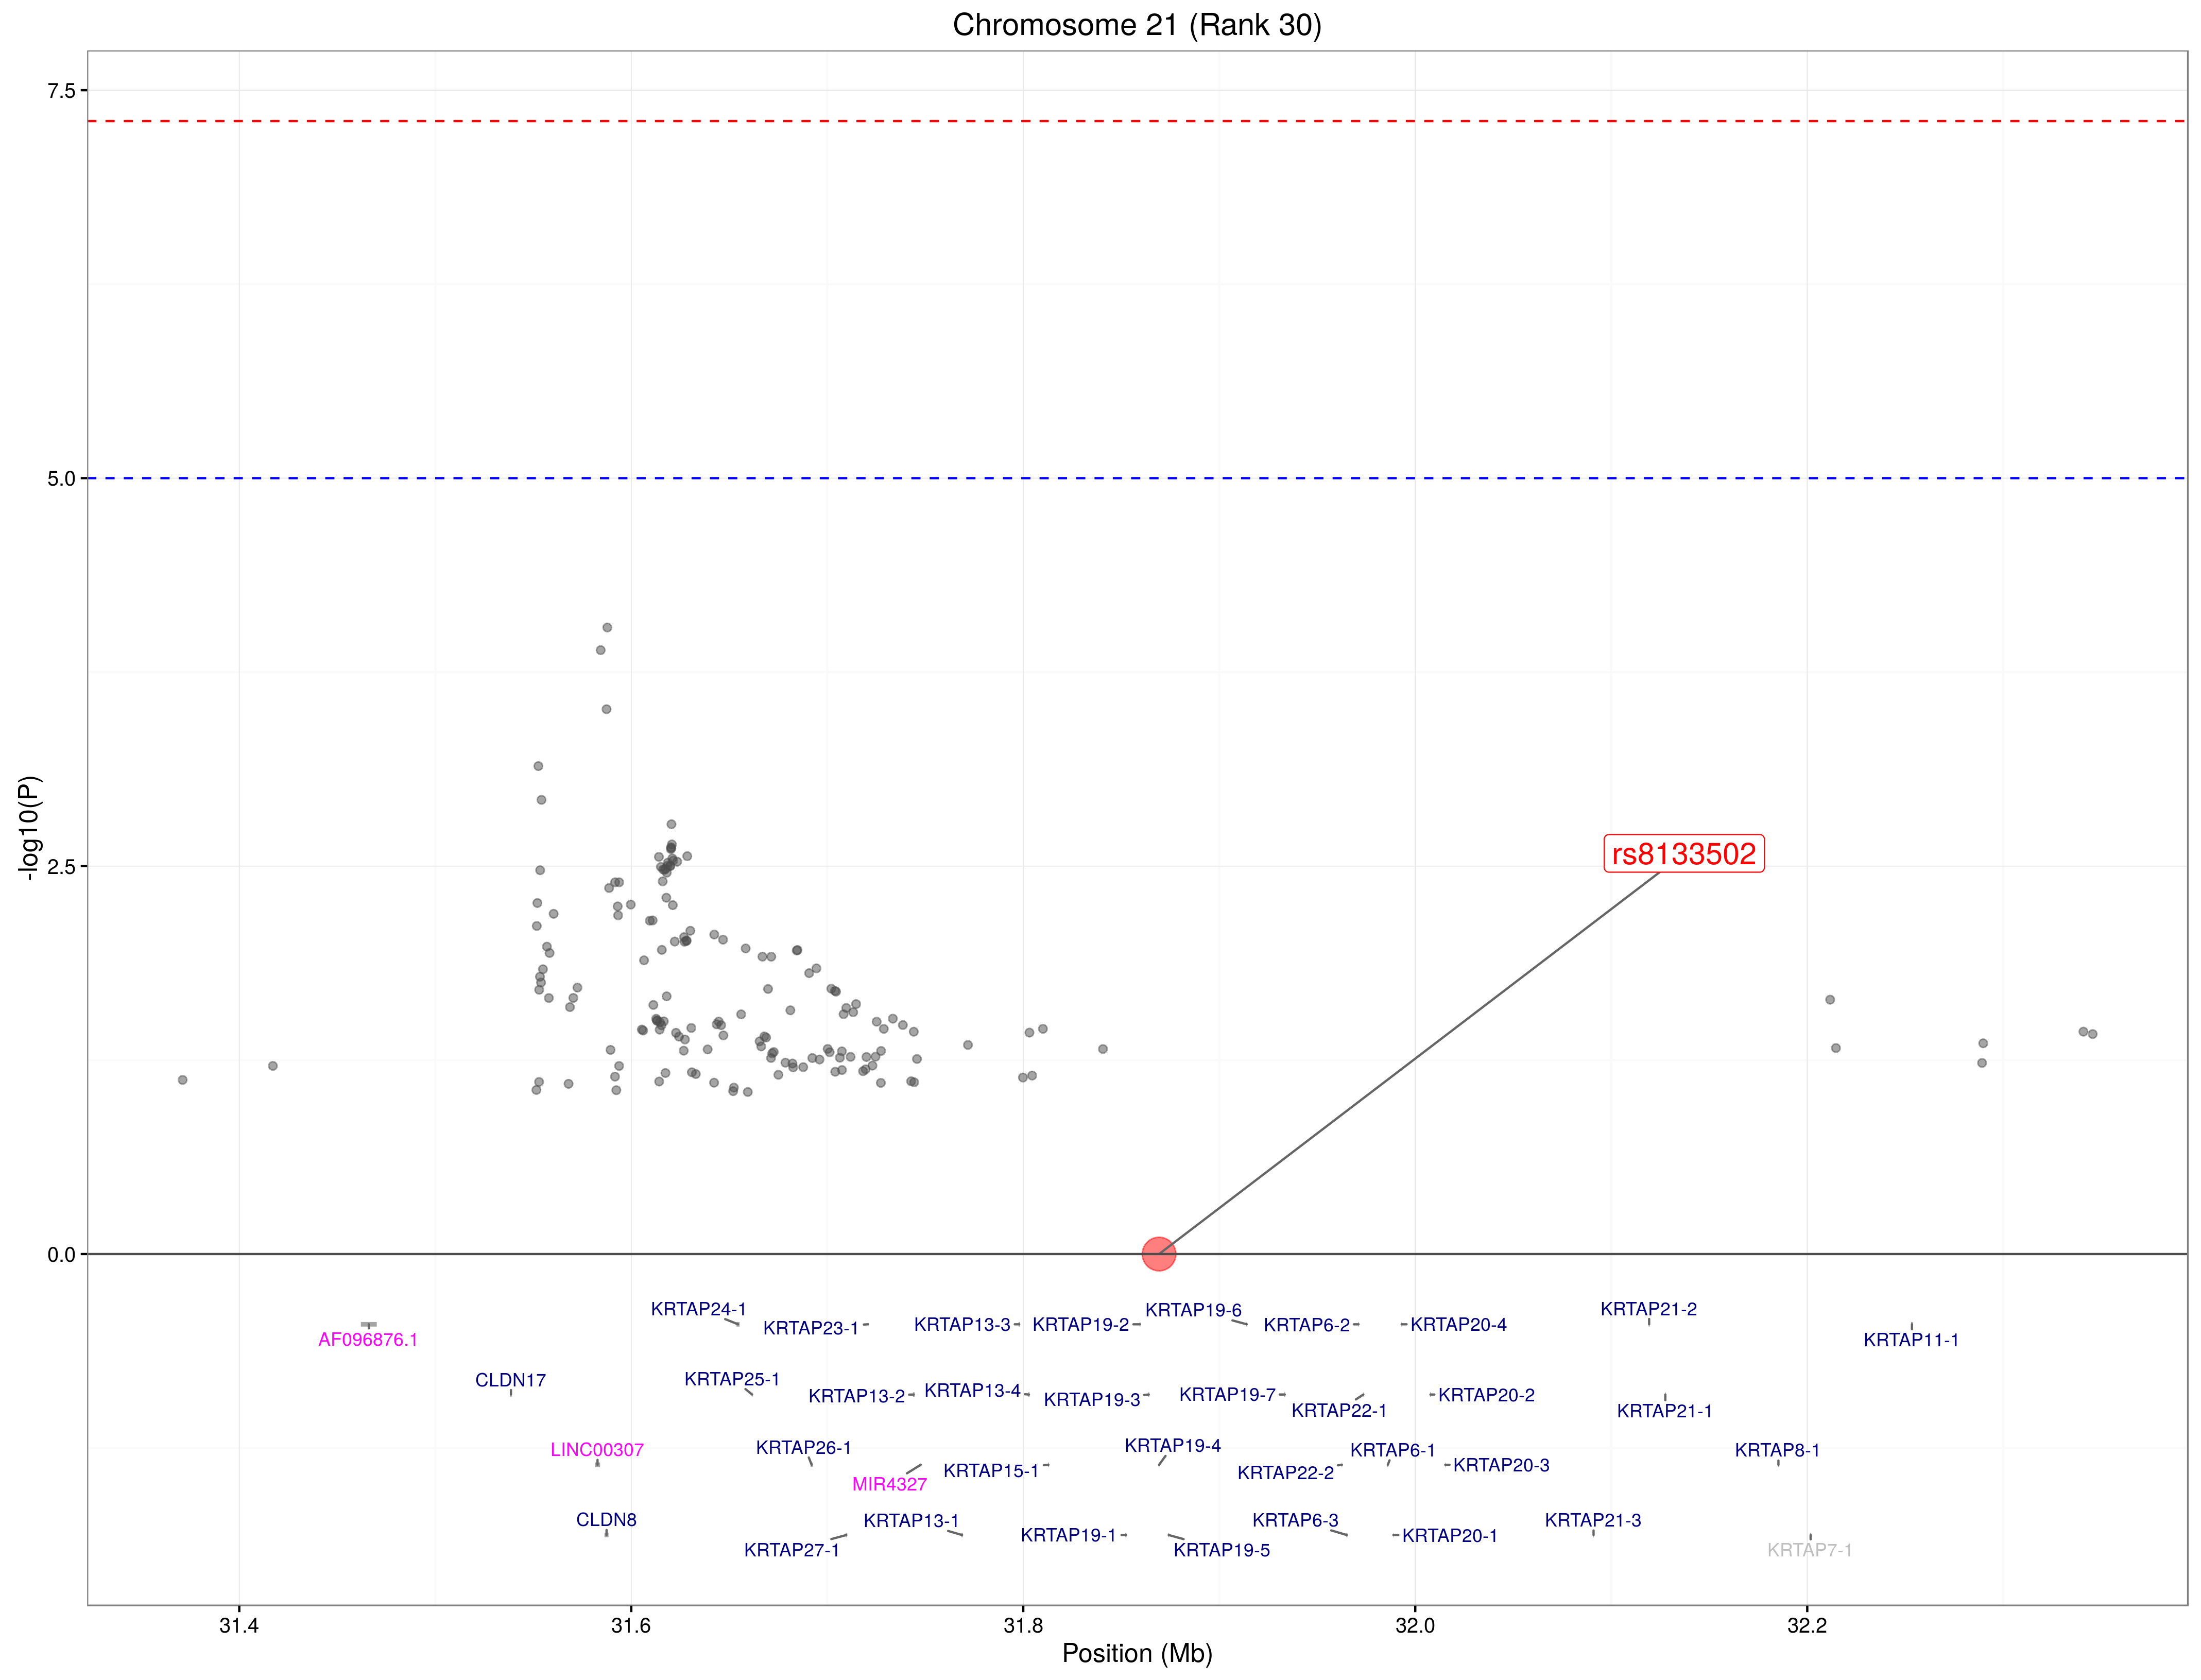 Chromosome 21 (Rank 30)
7.5
5.0
2.5
0.0
-log10(P)
rs8133502
KRTAP24-1
KRTAP19-6
KRTAP21-2
KRTAP23-1
KRTAP13-3
KRTAP19-2
KRTAP6-2
KRTAP20-4
AF096876.1
KRTAP11-1
CLDN17
KRTAP25-1
KRTAP13-2
KRTAP13-4
KRTAP19-3
KRTAP19-7
KRTAP22-1
KRTAP20-2
KRTAP21-1
LINC00307
KRTAP26-1
KRTAP19-4
KRTAP6-1
KRTAP8-1
MIR4327
KRTAP15-1
KRTAP22-2
KRTAP20-3
CLDN8
KRTAP13-1
KRTAP6-3
KRTAP21-3
KRTAP27-1
KRTAP19-1
KRTAP19-5
KRTAP20-1
KRTAP7-1
31.4
31.6
31.8
32.0
32.2
Position (Mb)